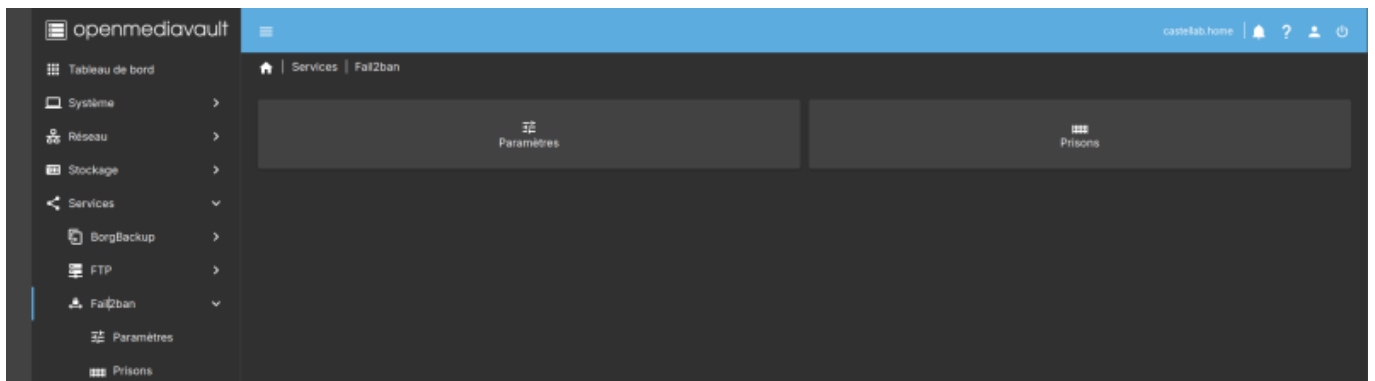 openmediavault
castellab.home
?
Tableau de bord
Services | Fail2ban
Système
Réseau
Stockage
Services
BorgBackup
FTP
Fail2ban
Paramètres
Prisons
Paramètres
Prisons